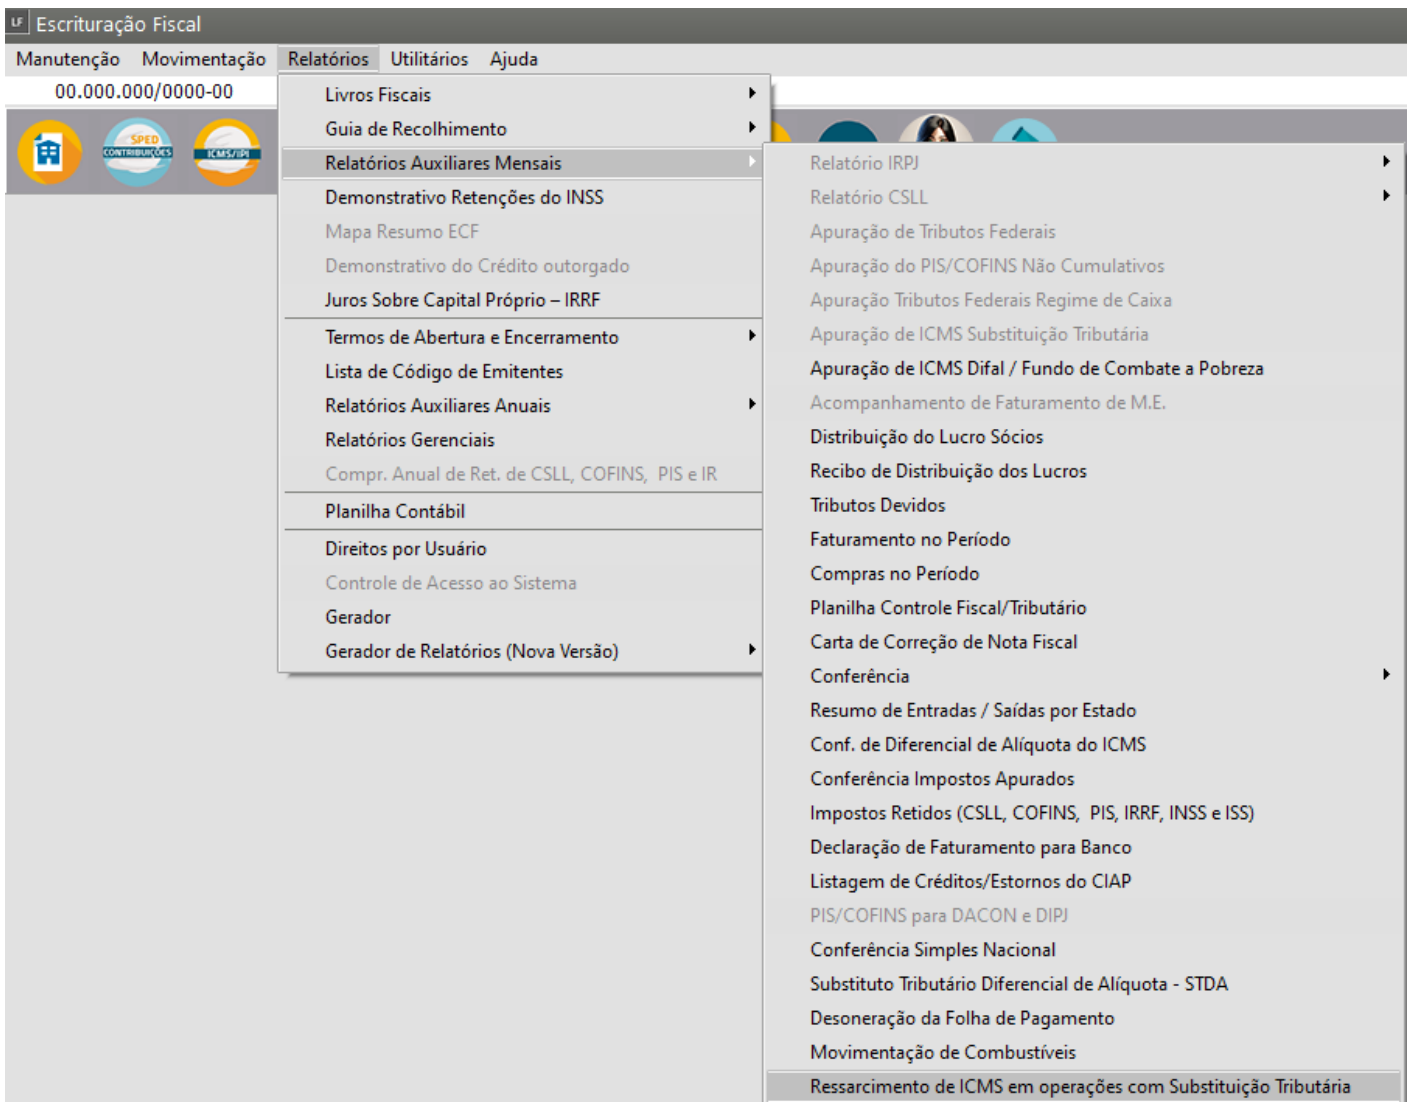 LF Escrituração Fiscal
Manutenção Movimentação Relatórios Utilitários Ajuda
00.000.000/0000-00
SPED
CONTRIBUIÇÕES
ICMS/IPI
Livros Fiscais
Guia de Recolhimento
Relatórios Auxiliares Mensais
Demonstrativo Retenções do INSS
Mapa Resumo ECF
Demonstrativo do Crédito outorgado
Juros Sobre Capital Próprio – IRRF
Termos de Abertura e Encerramento
Lista de Código de Emitentes
Relatórios Auxiliares Anuais
Relatórios Gerenciais
Compr. Anual de Ret. de CSLL, COFINS, PIS e IR
Planilha Contábil
Direitos por Usuário
Controle de Acesso ao Sistema
Gerador
Gerador de Relatórios (Nova Versão)
Relatório IRPJ
Relatório CSLL
Apuração de Tributos Federais
Apuração do PIS/COFINS Não Cumulativos
Apuração Tributos Federais Regime de Caixa
Apuração de ICMS Substituição Tributária
Apuração de ICMS Difal / Fundo de Combate a Pobreza
Acompanhamento de Faturamento de M.E.
Distribuição do Lucro Sócios
Recibo de Distribuição dos Lucros
Tributos Devidos
Faturamento no Período
Compras no Período
Planilha Controle Fiscal/Tributário
Carta de Correção de Nota Fiscal
Conferência
Resumo de Entradas / Saídas por Estado
Conf. de Diferencial de Alíquota do ICMS
Conferência Impostos Apurados
Impostos Retidos (CSLL, COFINS, PIS, IRRF, INSS e ISS)
Declaração de Faturamento para Banco
Listagem de Créditos/Estornos do CIAP
PIS/COFINS para DACON e DIPJ
Conferência Simples Nacional
Substituto Tributário Diferencial de Alíquota - STDA
Desoneração da Folha de Pagamento
Movimentação de Combustíveis
Ressarcimento de ICMS em operações com Substituição Tributária